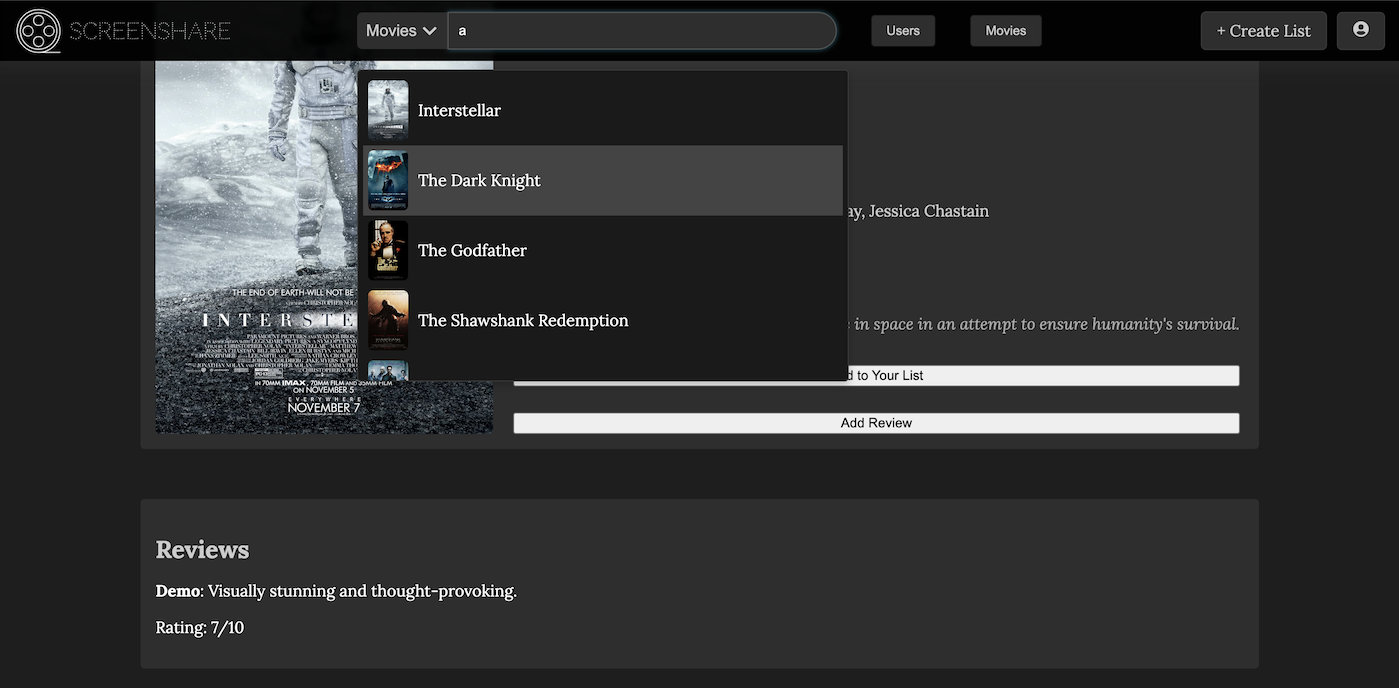 SCREENSHARE
Movies
a
Users
Movies
+ Create List
Interstellar
The Dark Knight
The Godfather
The Shawshank Redemption
ay, Jessica Chastain
in space in an attempt to ensure humanity's survival.
d to Your List
Add Review
THE END OF EARTH WILL NOT BE
INTERSTE
IN 70MM IMAX, 70MM FILM AND 35MM FILM
ON NOVEMBER 5
EVERYWHERE
NOVEMBER 7
Reviews
Demo: Visually stunning and thought-provoking.
Rating: 7/10